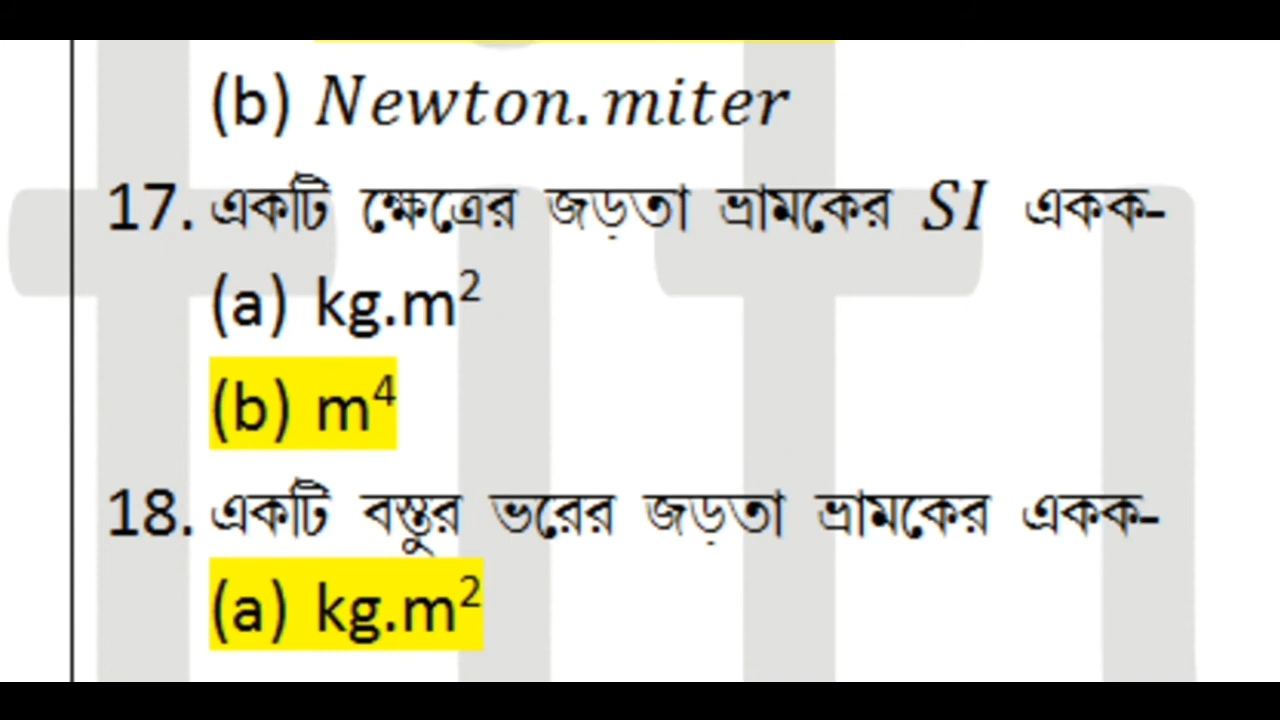 (b) Newton.miter
17. একটি ক্ষেত্রের জড়তা ভ্রামকের SI একক-
(a) kg.m²
(b) m⁴
18. একটি বস্তুর ভরের জড়তা ভ্রামকের একক-
(a) kg.m²